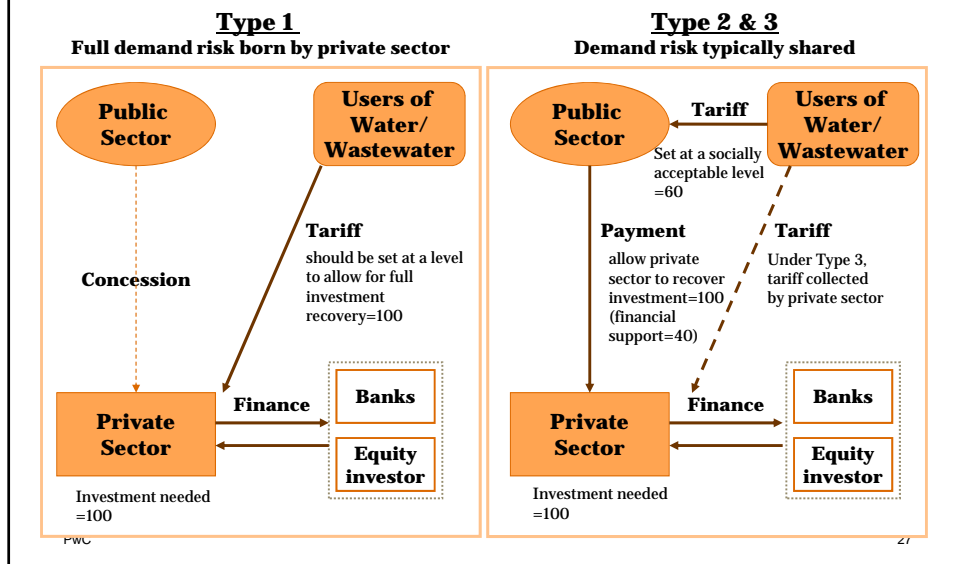 Type 1
Full demand risk born by private sector
Public
Sector
Users of
Water/
Wastewater
Tariff
should be set at a level
to allow for full
investment
recovery=100
Concession
Private
Sector
Finance
Banks
Equity
investor
Investment needed
=100
Type 2 & 3
Demand risk typically shared
Public
Sector
Tariff
Users of
Water/
Wastewater
Set at a socially
acceptable level
=60
Payment
allow private
sector to recover
investment=100
(financial
support=40)
Tariff
Under Type 3,
tariff collected
by private sector
Private
Sector
Finance
Banks
Equity
investor
Investment needed
=100
PwC
27